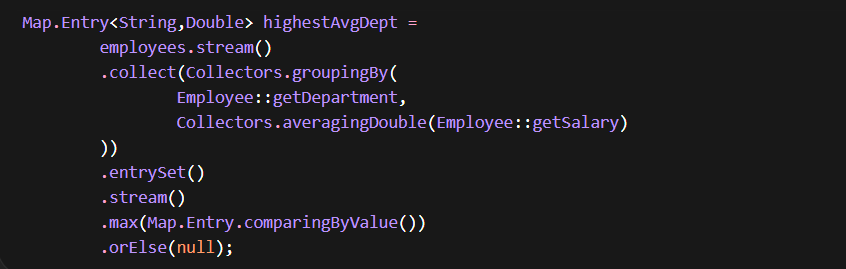 Map.Entry<String,Double> highestAvgDept =
employees.stream()
.collect(Collectors.groupingBy(
Employee::getDepartment,
Collectors.averagingDouble(Employee::getSalary)
))
.entrySet()
.stream()
.max(Map.Entry.comparingByValue())
.orElse(null);